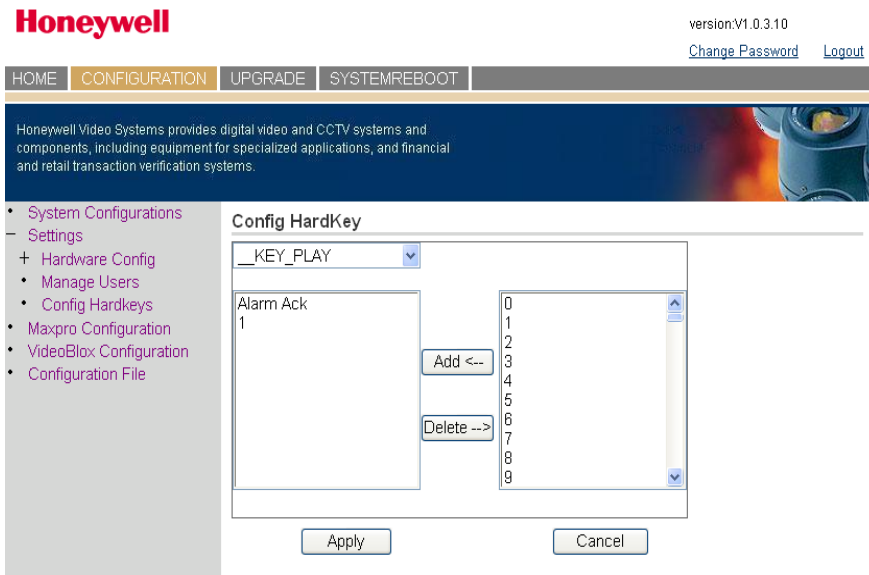 Honeywell
version:V1.0.3.10
Change Password Logout
HOME CONFIGURATION UPGRADE SYSTEMREBOOT
Honeywell Video Systems provides digital video and CCTV systems and
components, including equipment for specialized applications, and financial
and retail transaction verification systems.
System Configurations
Settings
Hardware Config
Manage Users
Config Hardkeys
Maxpro Configuration
VideoBlox Configuration
Configuration File
Config HardKey
__KEY_PLAY
Alarm Ack
1
Add <--
Delete -->
0
1
2
3
4
5
6
7
8
9
Apply
Cancel